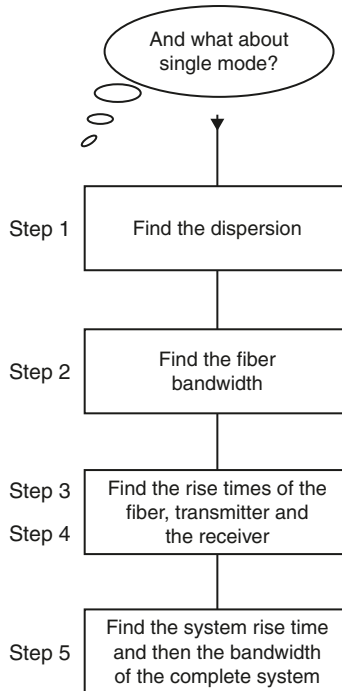 And what about
single mode?
Step 1
Find the dispersion
Step 2
Find the fiber
bandwidth
Step 3
Step 4
Find the rise times of the
fiber, transmitter and
the receiver
Step 5
Find the system rise time
and then the bandwidth
of the complete system